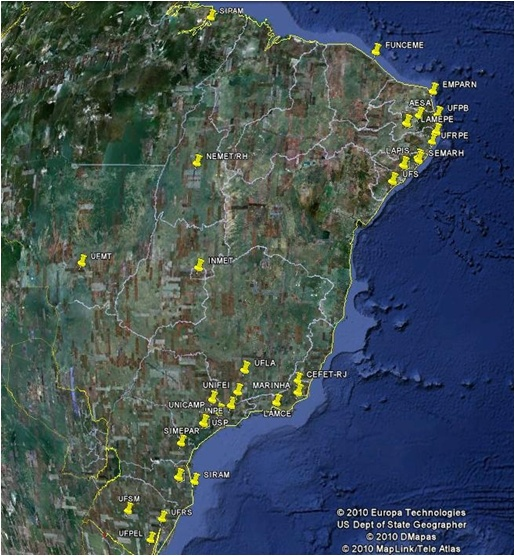 SIPAM
FUNCEME
EMPARN
AESA
UFPB
LAMEPE
UFRPE
LAPIS
SEMARH
NEMET/RH
UFS
UFMT
INMET
UFLA
CEFET-RJ
UNIFEI
MARINHA
UNICAMP
INPE
LAMCE
USP
SIMEPAR
SIRAM
UFSM
UFRS
UFPEL
© 2010 Europa Technologies
US Dept of State Geographer
© 2010 DMapas
© 2010 MapLink/Tele Atlas